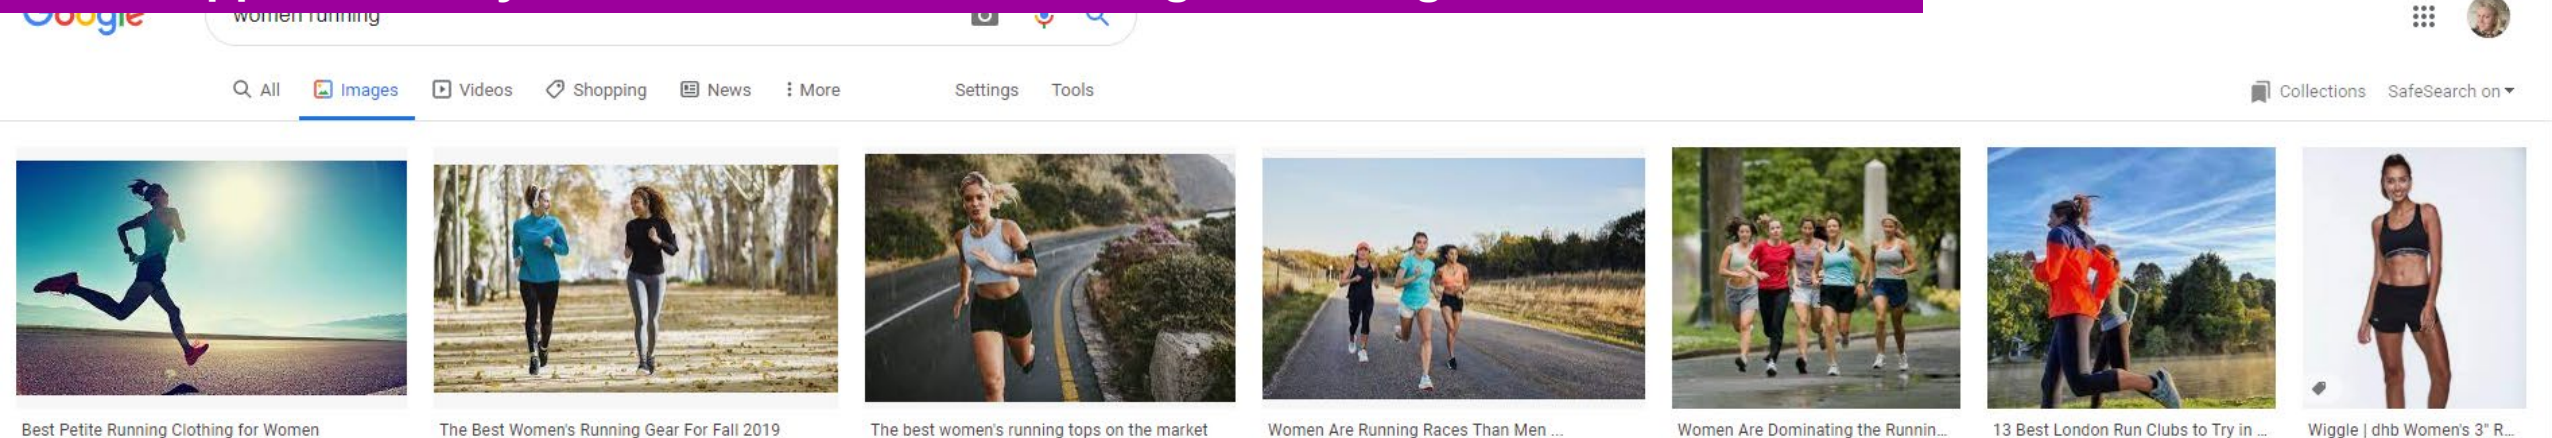 Google
women running
All Images Videos Shopping News More Settings Tools Collections SafeSearch on
Best Petite Running Clothing for Women
The Best Women's Running Gear For Fall 2019
The best women's running tops on the market
Women Are Running Races Than Men ...
Women Are Dominating the Runnin...
13 Best London Run Clubs to Try in ...
Wiggle | dhb Women's 3" R...